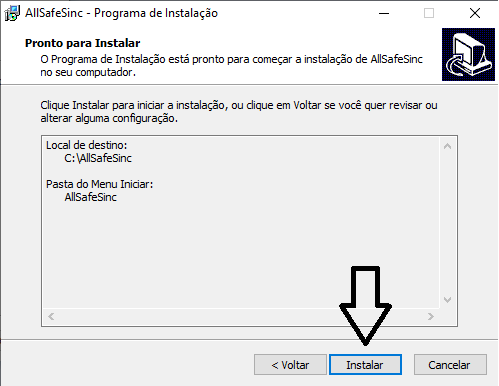 AllSafeSinc - Programa de Instalação
Pronto para Instalar
O Programa de Instalação está pronto para começar a instalação de AllSafeSinc
no seu computador.
Clique Instalar para iniciar a instalação, ou clique em Voltar se você quer revisar ou
alterar alguma configuração.
Local de destino:
C:\AllSafeSinc
Pasta do Menu Iniciar:
AllSafeSinc
< Voltar
Instalar
Cancelar